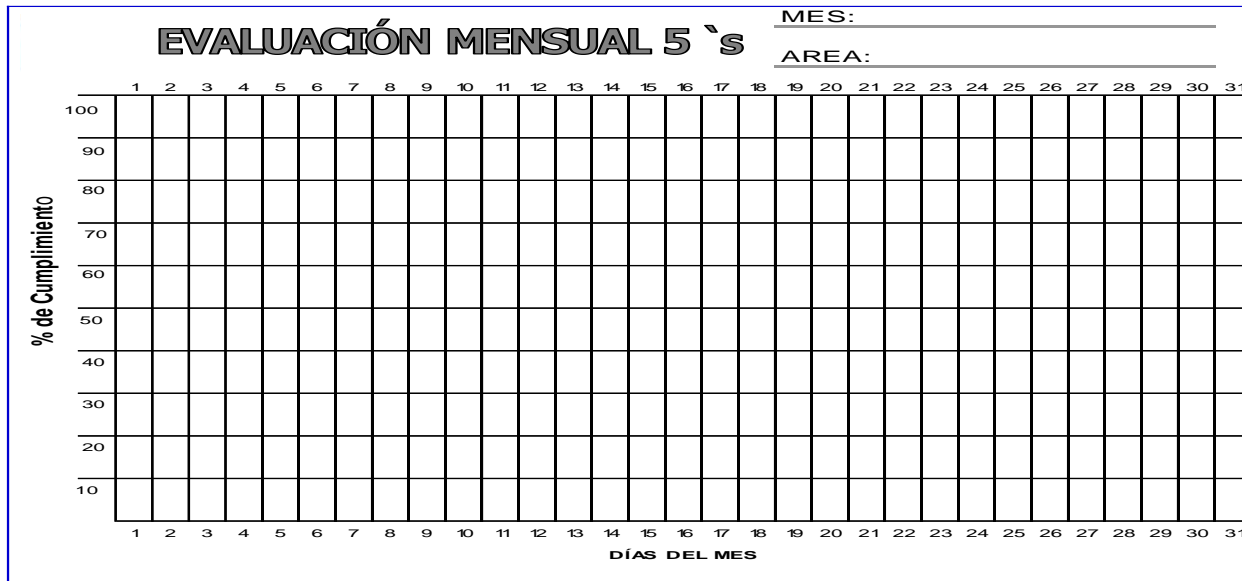 EVALUACIÓN MENSUAL 5 `s
MES:
AREA:
1 2 3 4 5 6 7 8 9 10 11 12 13 14 15 16 17 18 19 20 21 22 23 24 25 26 27 28 29 30 31
100
90
80
70
60
50
40
30
20
10
% de Cumplimiento
1 2 3 4 5 6 7 8 9 10 11 12 13 14 15 16 17 18 19 20 21 22 23 24 25 26 27 28 29 30 31
DÍAS DEL MES